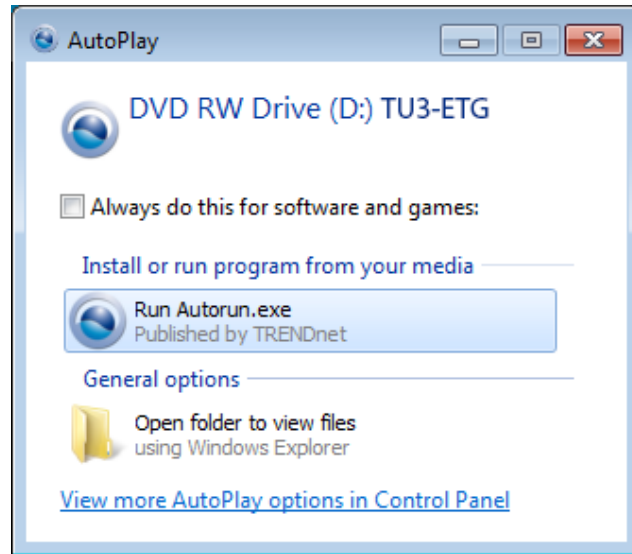 AutoPlay
DVD RW Drive (D:) TU3-ETG
Always do this for software and games:
Install or run program from your media
Run Autorun.exe
Published by TRENDnet
General options
Open folder to view files
using Windows Explorer
View more AutoPlay options in Control Panel